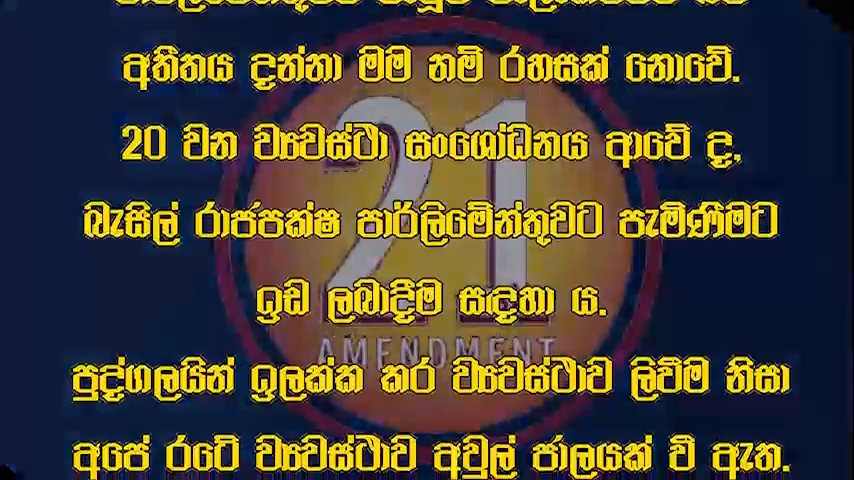 අතීතය දන්නා මම නම් රහසක් නොවේ.
20 වන ව්‍යවස්ථා සංශෝධනය ආවේ ද,
බැසිල් රාජපක්ෂ පාර්ලිමේන්තුවට පැමිණීමට
ඉඩ ලබාදීම සඳහා ය.
පුද්ගලයින් ඉලක්ක කර ව්‍යවස්ථාව ලිවීම නිසා
අපේ රටේ ව්‍යවස්ථාව අවුල් ජාලයක් වී ඇත.
21
AMENDMENT